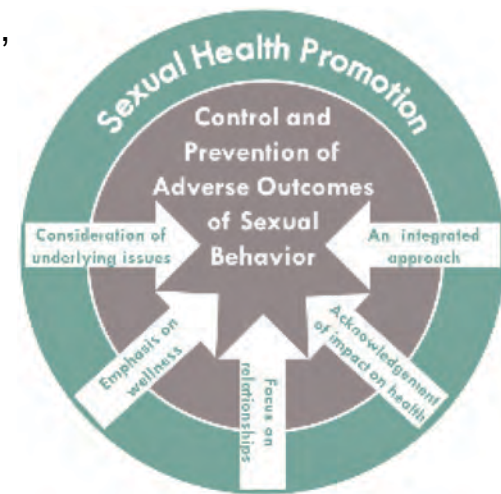 ,
Sexual Health Promotion
Control and
Prevention of
Adverse Outcomes
of Sexual
Behavior
Consideration of
underlying issues
An integrated
approach
Emphasis on
wellness
Focus on
relationships
Acknowledgement
of impact on health